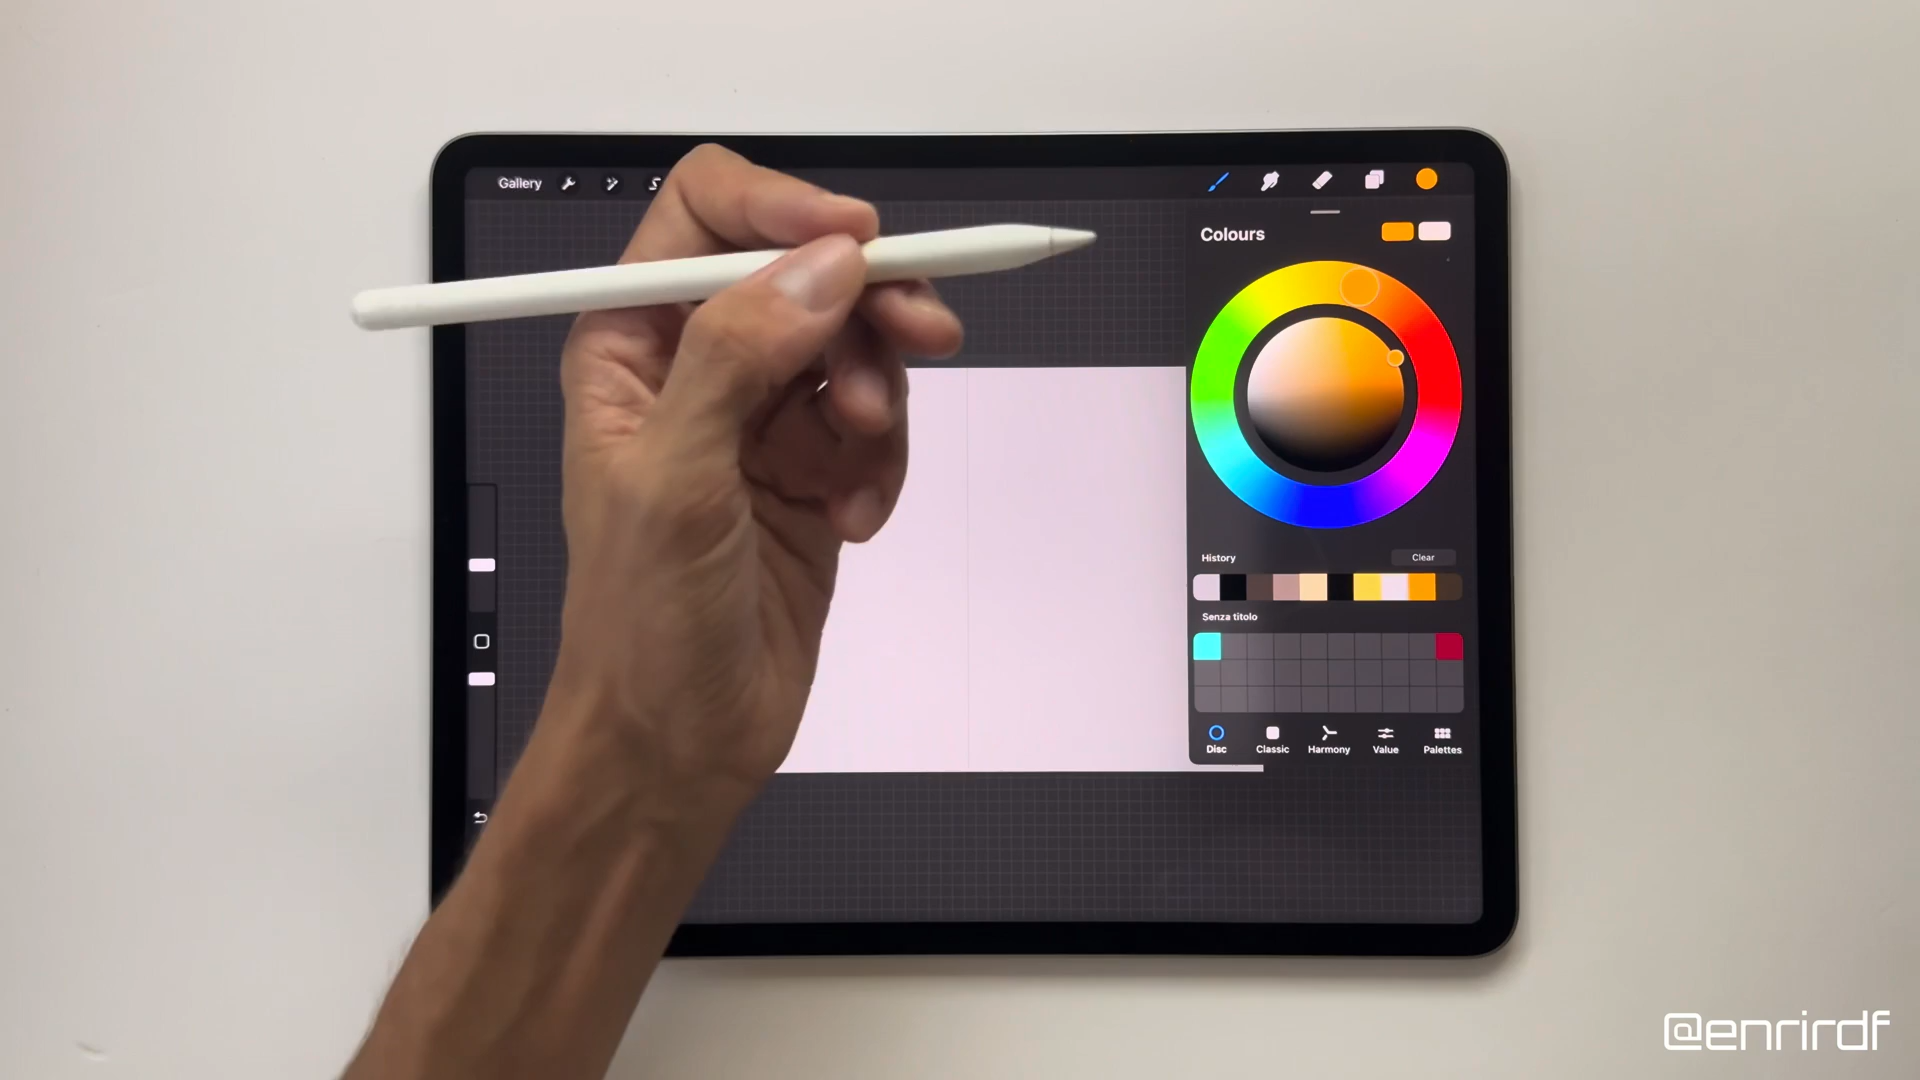 Gallery
Colours
History
Clear
Senza titolo
Disc
Classic
Harmony
Value
Palettes
@enrirdf